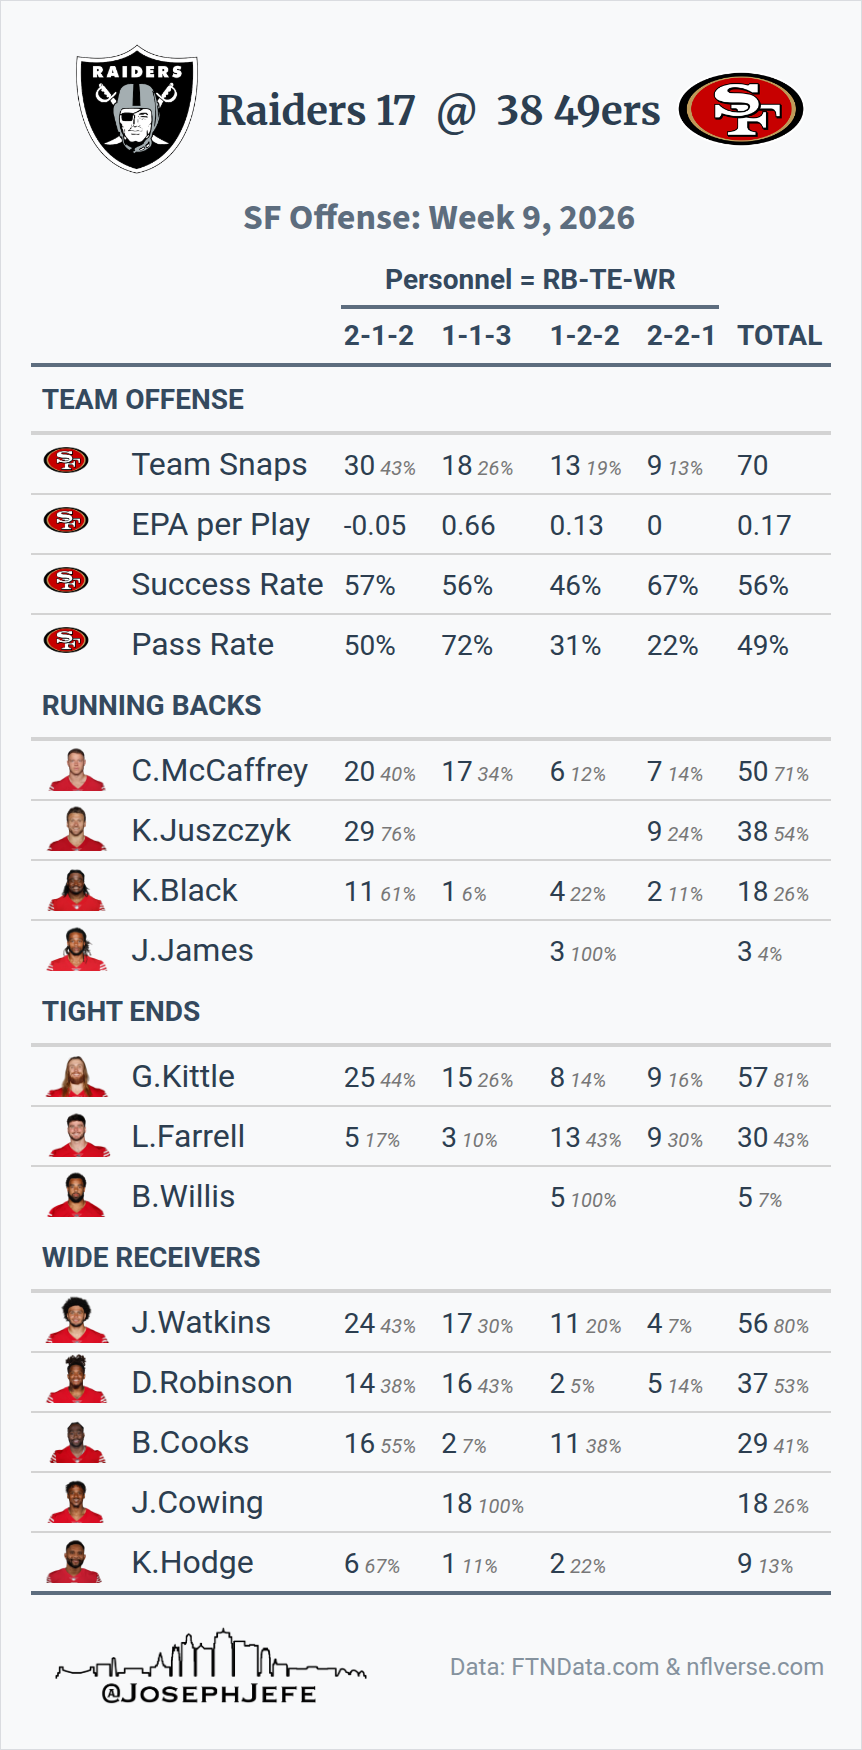 RAIDERS
Raiders 17 @ 38 49ers
SF
SF Offense: Week 9, 2026
Personnel = RB-TE-WR
2-1-2 1-1-3 1-2-2 2-2-1 TOTAL
TEAM OFFENSE
SF Team Snaps 30 43% 18 26% 13 19% 9 13% 70
SF EPA per Play -0.05 0.66 0.13 0 0.17
SF Success Rate 57% 56% 46% 67% 56%
SF Pass Rate 50% 72% 31% 22% 49%
RUNNING BACKS
C.McCaffrey 20 40% 17 34% 6 12% 7 14% 50 71%
K.Juszczyk 29 76% 9 24% 38 54%
K.Black 11 61% 1 6% 4 22% 2 11% 18 26%
J.James 3 100% 3 4%
TIGHT ENDS
G.Kittle 25 44% 15 26% 8 14% 9 16% 57 81%
L.Farrell 5 17% 3 10% 13 43% 9 30% 30 43%
B.Willis 5 100% 5 7%
WIDE RECEIVERS
J.Watkins 24 43% 17 30% 11 20% 4 7% 56 80%
D.Robinson 14 38% 16 43% 2 5% 5 14% 37 53%
B.Cooks 16 55% 2 7% 11 38% 29 41%
J.Cowing 18 100% 18 26%
K.Hodge 6 67% 1 11% 2 22% 9 13%
@JOSEPHJEFE
Data: FTNData.com & nflverse.com